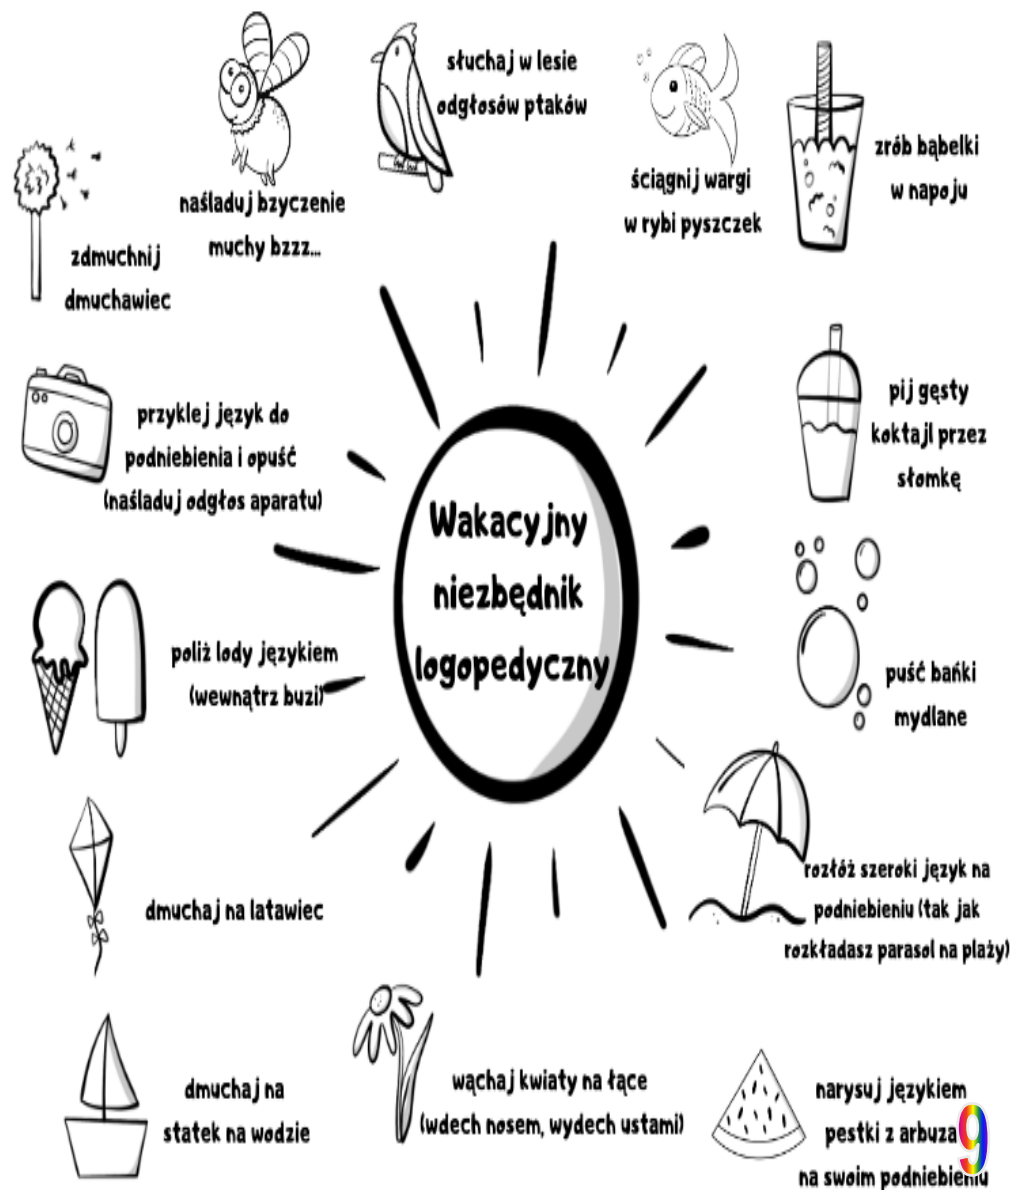 słuchaj w lesie
odgłosów ptaków
naśladuj bzyczenie
muchy bzzz...
ściągnij wargi
w rybi pyszczek
zrób bąbelki
w napoju
zdmuchnij
dmuchawiec
przyklej język do
podniebienia i opuść
(naśladuj odgłos aparatu)
pij gęsty
koktajl przez
słomkę
Wakacyjny
niezbędnik
logopedyczny
poliż lody językiem
(wewnątrz buzi)
puść bańki
mydlane
dmuchaj na latawiec
rozłóż szeroki język na
podniebieniu (tak jak
rozkładasz parasol na plaży)
dmuchaj na
statek na wodzie
wąchaj kwiaty na łące
(wdech nosem, wydech ustami)
narysuj językiem
pestki z arbuza
na swoim podniebieniu
9